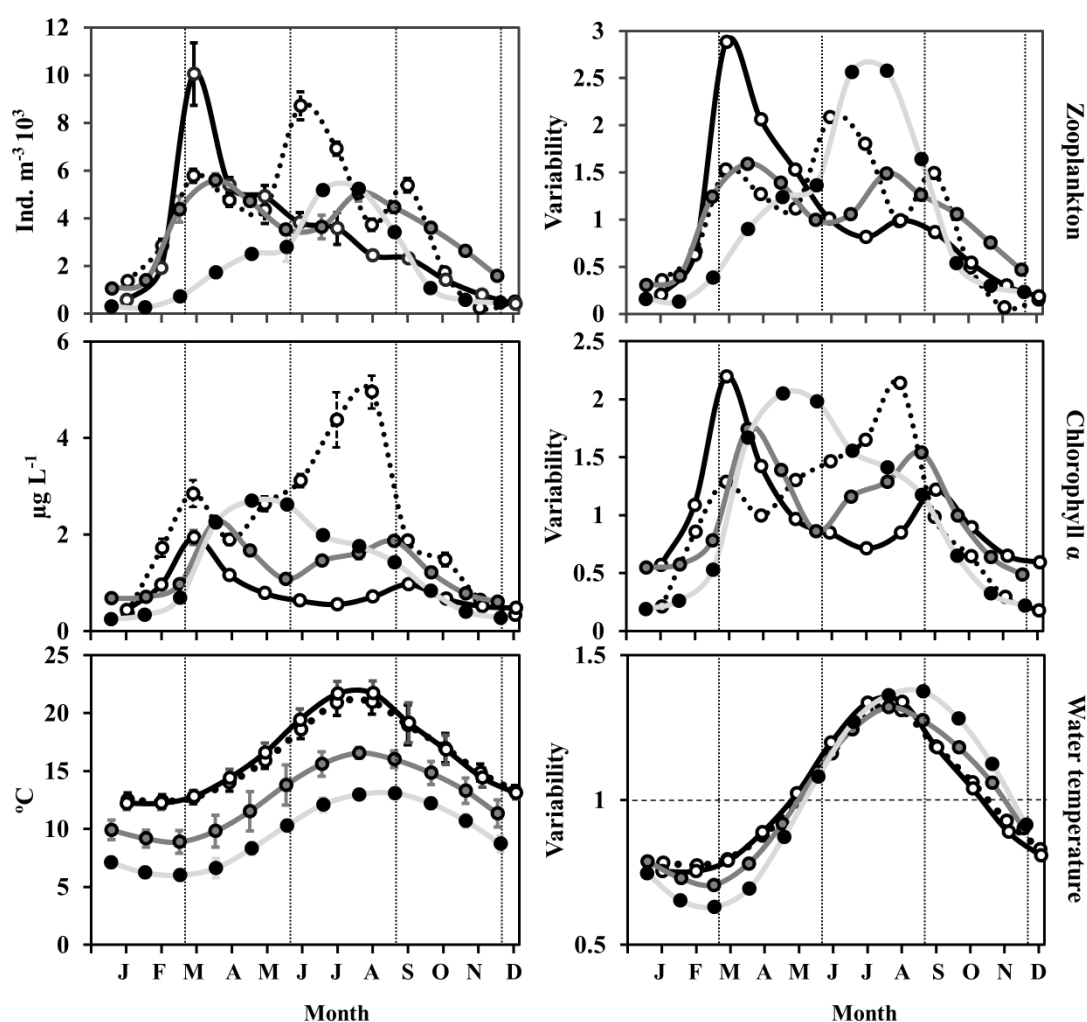 12
10
8
6
4
2
0
Ind. m⁻³ 10³
3
2.5
2
1.5
1
0.5
0
Variability
Zooplankton
6
4
2
0
µg L⁻¹
2.5
2
1.5
1
0.5
0
Variability
Chlorophyll α
25
20
15
10
5
0
ºC
J F M A M J J A S O N D
Month
1.5
1
0.5
Variability
J F M A M J J A S O N D
Month
Water temperature